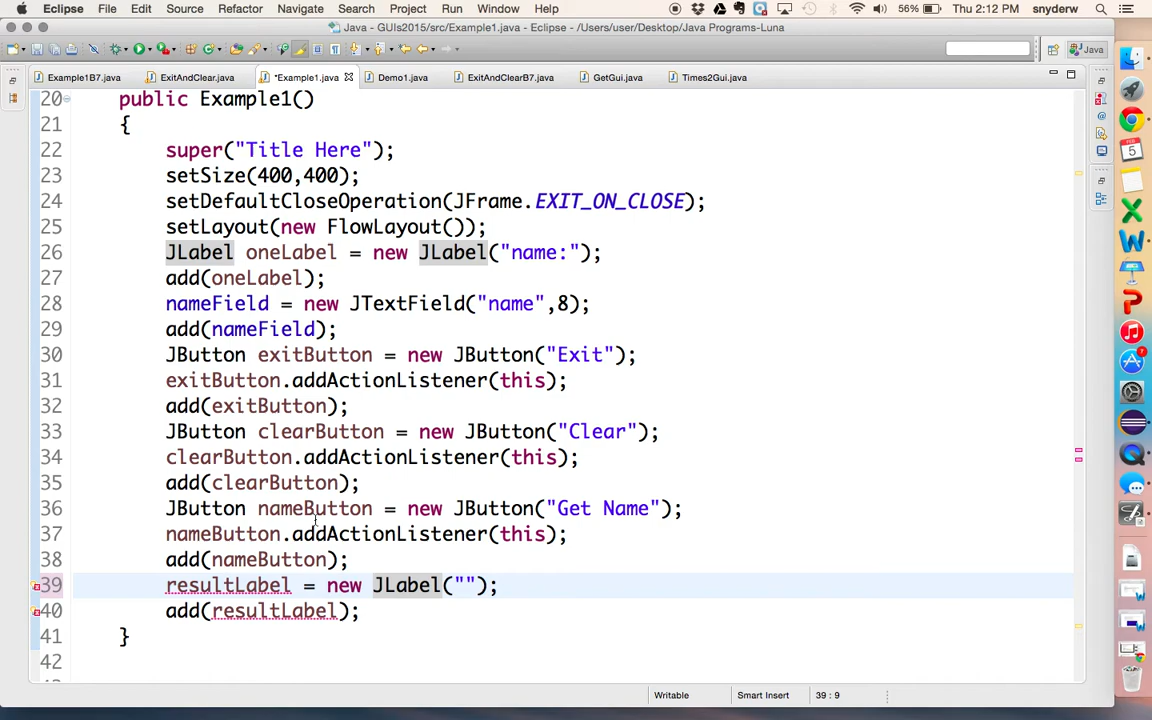 Eclipse File Edit Source Refactor Navigate Search Project Run Window Help 56% Thu 2:12 PM snyderw
Java - GUIs2015/src/Example1.java - Eclipse - /Users/user/Desktop/Java Programs-Luna
Java
Example1B7.java ExitAndClear.java *Example1.java Demo1.java ExitAndClearB7.java GetGui.java Times2Gui.java
20 public Example1()
21 {
22 super("Title Here");
23 setSize(400,400);
24 setDefaultCloseOperation(JFrame.EXIT_ON_CLOSE);
25 setLayout(new FlowLayout());
26 JLabel oneLabel = new JLabel("name:");
27 add(oneLabel);
28 nameField = new JTextField("name",8);
29 add(nameField);
30 JButton exitButton = new JButton("Exit");
31 exitButton.addActionListener(this);
32 add(exitButton);
33 JButton clearButton = new JButton("Clear");
34 clearButton.addActionListener(this);
35 add(clearButton);
36 JButton nameButton = new JButton("Get Name");
37 nameButton.addActionListener(this);
38 add(nameButton);
39 resultLabel = new JLabel("");
40 add(resultLabel);
41 }
42
Writable Smart Insert 39 : 9